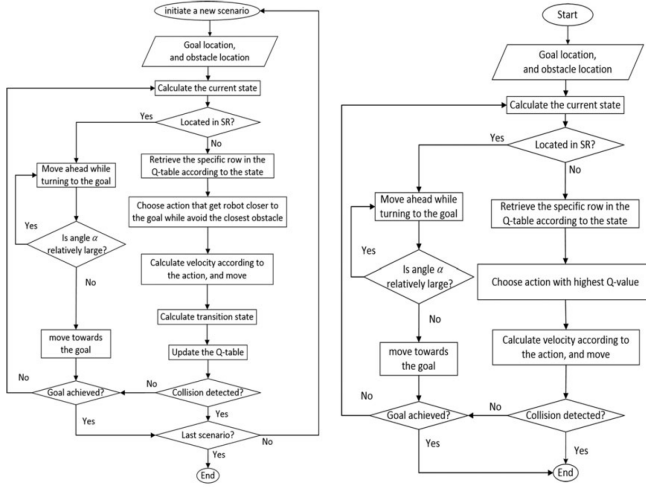 initiate a new scenario
Goal location,
and obstacle location
Calculate the current state
Yes
Located in SR?
No
Move ahead while
turning to the goal
Retrieve the specific row in the
Q-table according to the state
Choose action that get robot closer to
the goal while avoid the closest obstacle
Yes
Is angle α
relatively large?
Calculate velocity according to
the action, and move
No
Calculate transition state
move towards
the goal
Update the Q-table
No
Goal achieved?
No
Collision detected?
Yes
Yes
Last scenario?
No
Yes
End
Start
Goal location,
and obstacle location
Calculate the current state
Yes
Located in SR?
No
Move ahead while
turning to the goal
Retrieve the specific row in the
Q-table according to the state
Yes
Is angle α
relatively large?
Choose action with highest Q-value
No
Calculate velocity according to
the action, and move
move towards
the goal
No
Goal achieved?
No
Collision detected?
Yes
Yes
End